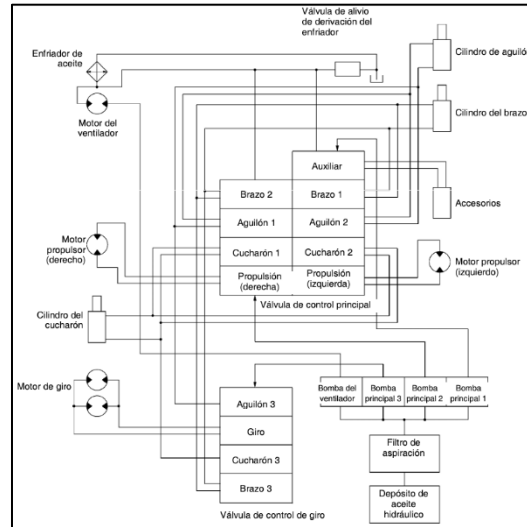 Válvula de alivio
de derivación del
enfriador
Enfriador de
aceite
Cilindro de aguilón
Motor del
ventilador
Cilindro del brazo
Auxiliar
Brazo 2
Brazo 1
Accesorios
Aguilón 1
Aguilón 2
Motor
propulsor
(derecho)
Cucharón 1
Cucharón 2
Propulsión
(derecha)
Propulsión
(izquierda)
Motor propulsor
(izquierdo)
Válvula de control principal
Cilindro del
cucharón
Motor de giro
Bomba del
ventilador
Bomba
principal 3
Bomba
principal 2
Bomba
principal 1
Aguilón 3
Giro
Cucharón 3
Brazo 3
Filtro de
aspiración
Depósito de
aceite
hidráulico
Válvula de control de giro